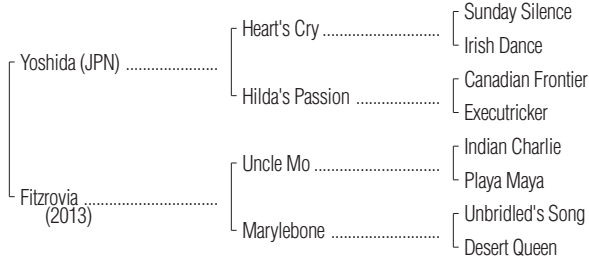 Sunday Silence
Heart's Cry
Irish Dance
Yoshida (JPN)
Canadian Frontier
Hilda's Passion
Executricker
Indian Charlie
Uncle Mo
Playa Maya
Fitzrovia
(2013)
Unbridled's Song
Marylebone
Desert Queen